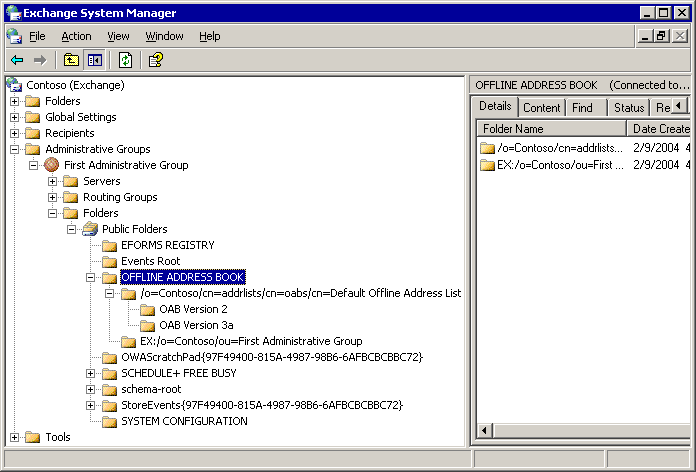 Exchange System Manager
File Action View Window Help
Contoso (Exchange)
Folders
Global Settings
Recipients
Administrative Groups
First Administrative Group
Servers
Routing Groups
Folders
Public Folders
EFORMS REGISTRY
Events Root
OFFLINE ADDRESS BOOK
/o=Contoso/cn=addrlists/cn=oabs/cn=Default Offline Address List
OAB Version 2
OAB Version 3a
EX:/o=Contoso/ou=First Administrative Group
OWAScratchPad{97F49400-815A-4987-98B6-6AFBCBCBBC72}
SCHEDULE+ FREE BUSY
schema-root
StoreEvents{97F49400-815A-4987-98B6-6AFBCBCBBC72}
SYSTEM CONFIGURATION
Tools
OFFLINE ADDRESS BOOK (Connected to...
Details Content Find Status Re
Folder Name Date Create
/o=Contoso/cn=addrlists... 2/9/2004 4
EX:/o=Contoso/ou=First ... 2/9/2004 4